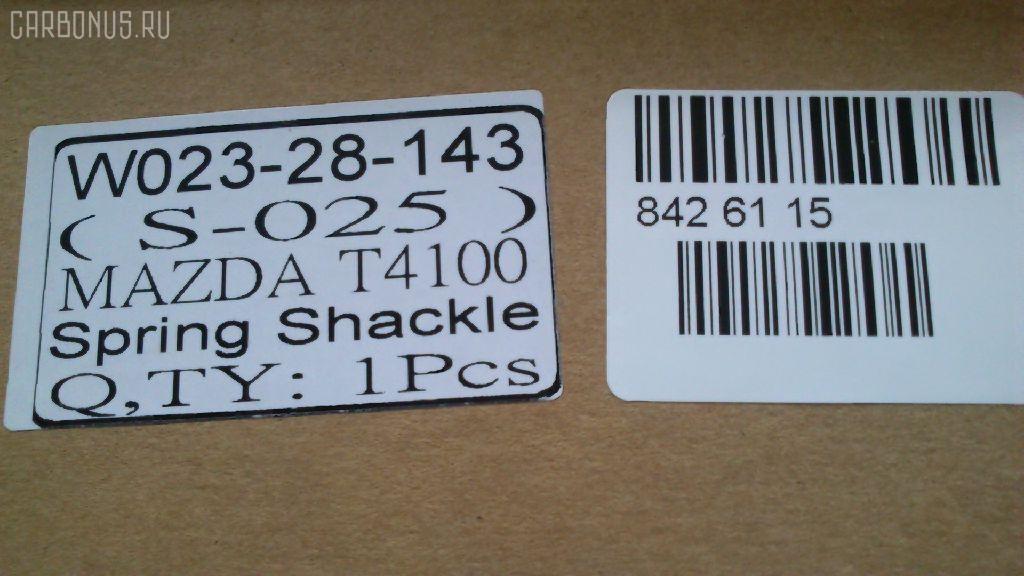 CARBONUS.RU
W023-28-143
( S-025 )
MAZDA T4100
Spring Shackle
Q,TY: 1Pcs
842 61 15